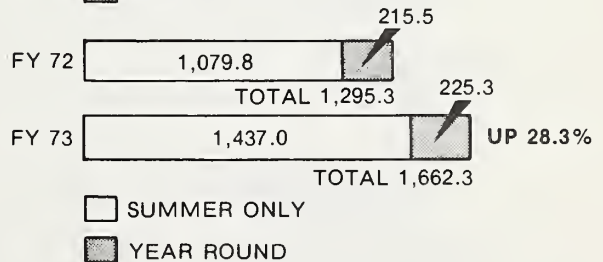 215.5
FY 72 1,079.8
TOTAL 1,295.3 225.3
FY 73 1,437.0 UP 28.3%
TOTAL 1,662.3
SUMMER ONLY
YEAR ROUND